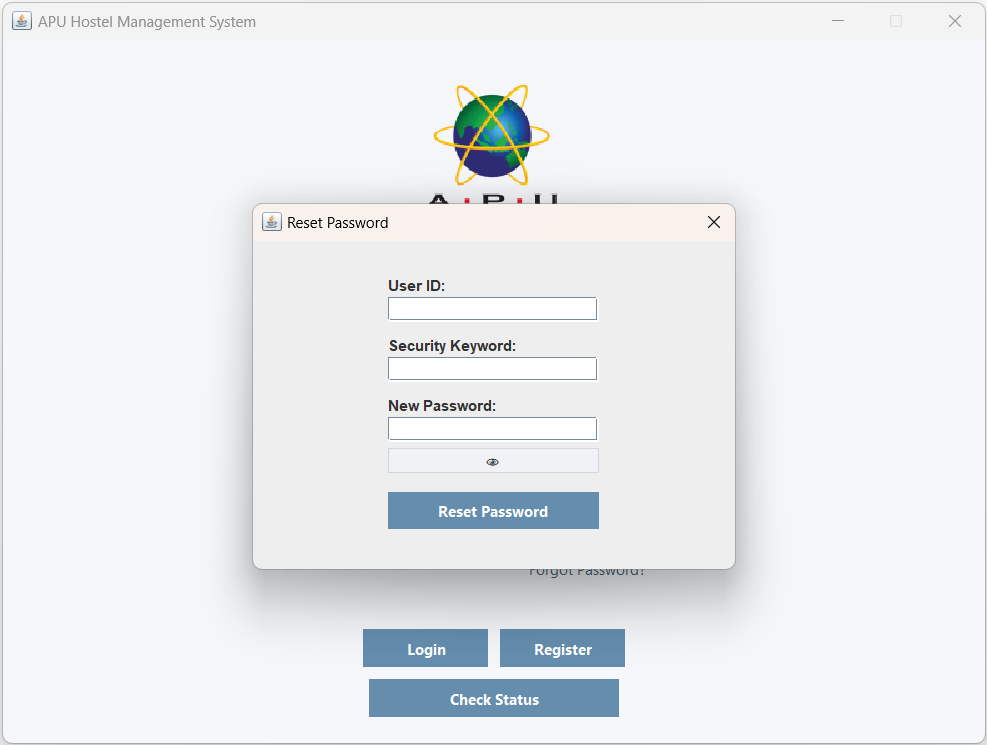 APU Hostel Management System
A · P · U
Reset Password
User ID:
Security Keyword:
New Password:
Reset Password
Forgot Password?
Login
Register
Check Status